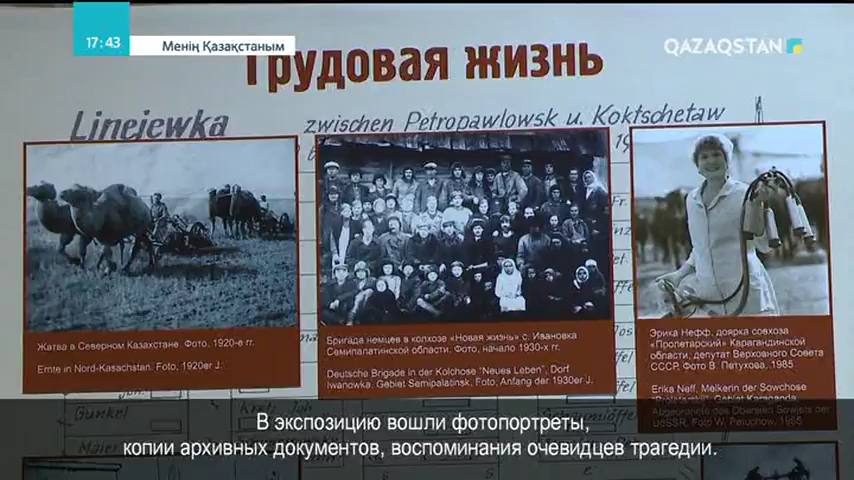 17:43
Менің Қазақстаным
QAZAQSTAN
Трудовая жизнь
Linejewka
zwischen Petropawlowsk u. Koktschetaw
Жатва в Северном Казахстане. Фото, 1920-е гг.
Ernte in Nord-Kasachstan. Foto, 1920er J.
Бригада немцев в колхозе «Новая жизнь» с. Ивановка
Семипалатинской области. Фото, начало 1930-х гг.
Deutsche Brigade in der Kolchose "Neues Leben", Dorf
Iwanowka. Gebiet Semipalatinsk, Foto, Anfang der 1930er J.
Эрика Нефф, доярка совхоза
«Пролетарский» Карагандинской
области, депутат Верховного Совета
СССР. Фото В. Петухова, 1985
Erika Neff, Melkerin der Sowchose
Gebiet Karaganda
Abgeordnete des Obersten Sowjets der
UdSSR, Foto W. Petuchow, 1985
Gunkel
Maier
В экспозицию вошли фотопортреты,
копии архивных документов, воспоминания очевидцев трагедии.